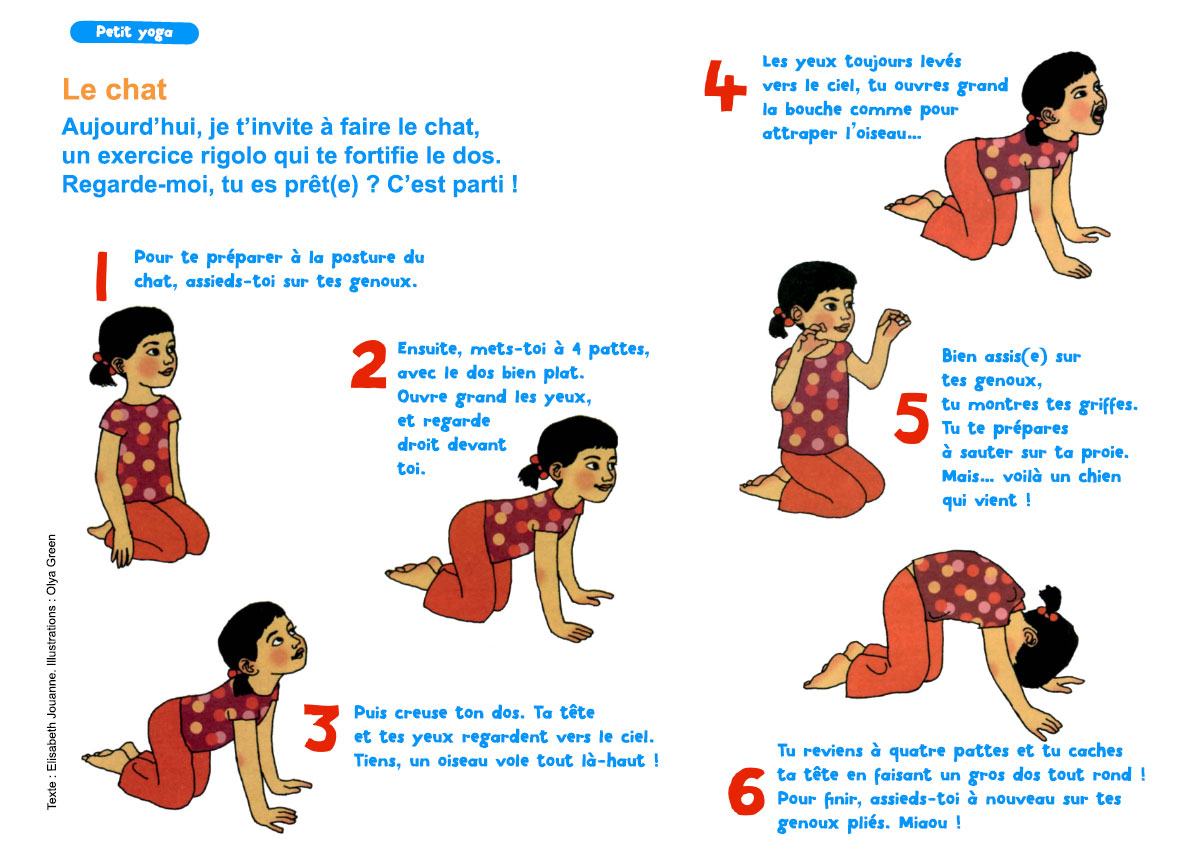 Petit yoga
Le chat
Aujourd’hui, je t’invite à faire le chat,
un exercice rigolo qui te fortifie le dos.
Regarde-moi, tu es prêt(e) ? C’est parti !
1
Pour te préparer à la posture du
chat, assieds-toi sur tes genoux.
2
Ensuite, mets-toi à 4 pattes,
avec le dos bien plat.
Ouvre grand les yeux,
et regarde
droit devant
toi.
3
Puis creuse ton dos. Ta tête
et tes yeux regardent vers le ciel.
Tiens, un oiseau vole tout là-haut !
4
Les yeux toujours levés
vers le ciel, tu ouvres grand
la bouche comme pour
attraper l’oiseau...
5
Bien assis(e) sur
tes genoux,
tu montres tes griffes.
Tu te prépares
à sauter sur ta proie.
Mais... voilà un chien
qui vient !
6
Tu reviens à quatre pattes et tu caches
ta tête en faisant un gros dos tout rond !
Pour finir, assieds-toi à nouveau sur tes
genoux pliés. Miaou !
Texte : Elisabeth Jouanne. Illustrations : Olya Green